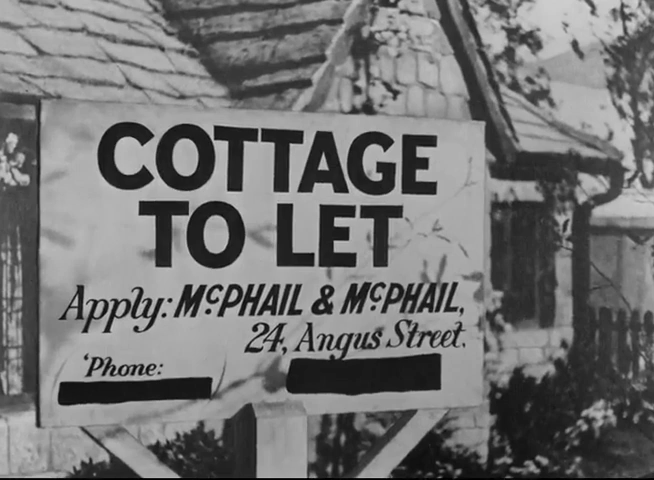 COTTAGE
TO LET
Apply: McPHAIL & McPHAIL,
24, Angus Street.
'Phone: